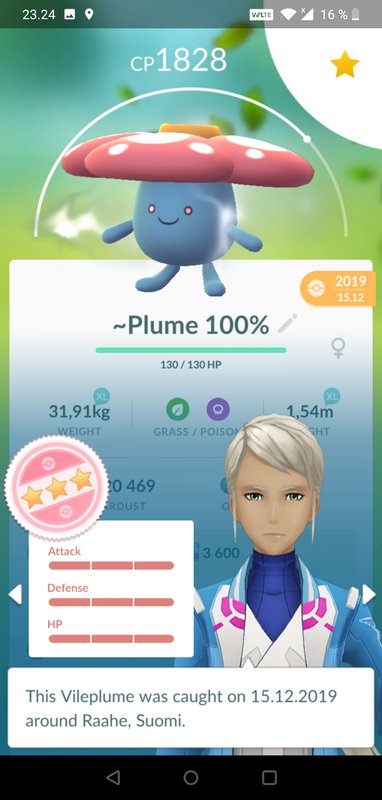 23.24
VoLTE
16 %
CP1828
2019
15.12
~Plume 100%
130 / 130 HP
XL
XL
31,91kg
1,54m
WEIGHT
GRASS / POISON
0 469
3 600
Attack
Defense
HP
This Vileplume was caught on 15.12.2019
around Raahe, Suomi.